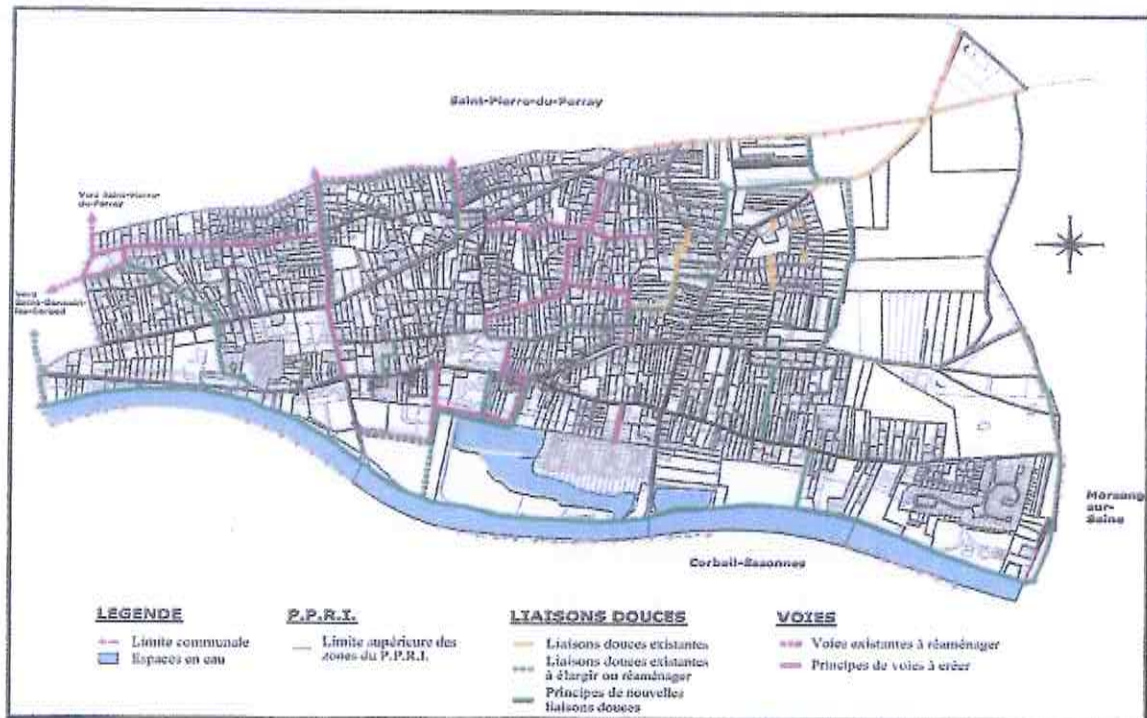 Saint-Pierre-du-Perray
Vers Saint-Pierre-
du-Perray
Vers
Saint-Germain-
lès-Corbeil
Morsang
sur-
Seine
Corbeil-Essonnes
LEGENDE
Limite communale
Espaces en eau
P.P.R.I.
Limite supérieure des
zones du P.P.R.I.
LIAISONS DOUCES
Liaisons douces existantes
Liaisons douces existantes
à élargir ou réaménager
Principes de nouvelles
liaisons douces
VOIES
Voies existantes à réaménager
Principes de voies à créer